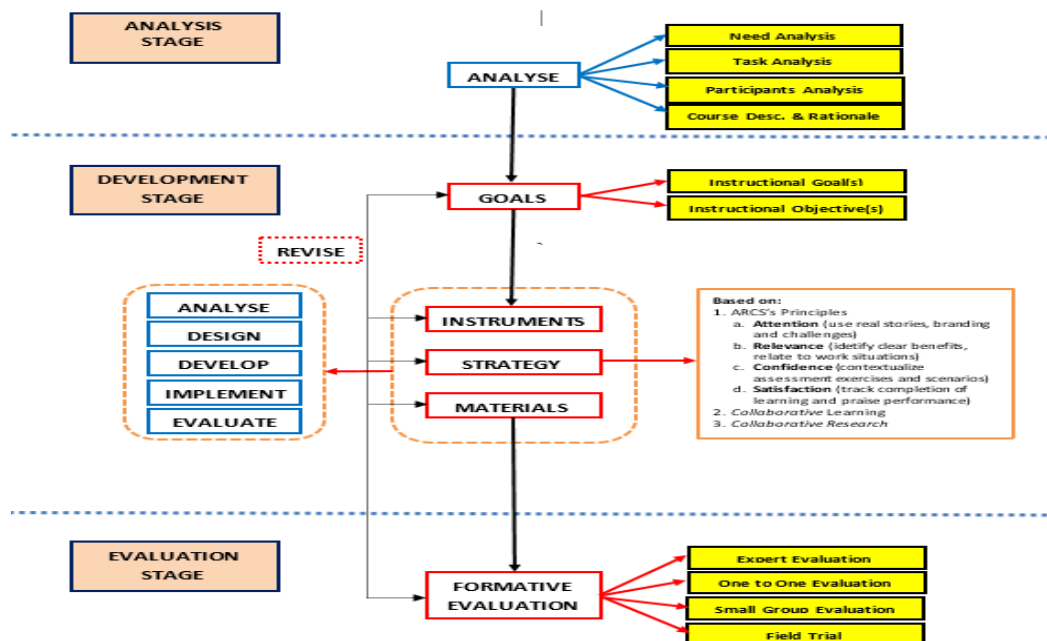 ANALYSIS
STAGE
ANALYSE
Need Analysis
Task Analysis
Participants Analysis
Course Desc. & Rationale
DEVELOPMENT
STAGE
GOALS
Instructional Goal(s)
Instructional Objective(s)
REVISE
ANALYSE
DESIGN
DEVELOP
IMPLEMENT
EVALUATE
INSTRUMENTS
STRATEGY
MATERIALS
Based on:
1. ARCS's Principles
a. Attention (use real stories, branding
and challenges)
b. Relevance (idetify clear benefits,
relate to work situations)
c. Confidence (contextualize
assessment exercises and scenarios)
d. Satisfaction (track completion of
learning and praise performance)
2. Collaborative Learning
3. Collaborative Research
EVALUATION
STAGE
FORMATIVE
EVALUATION
Expert Evaluation
One to One Evaluation
Small Group Evaluation
Field Trial